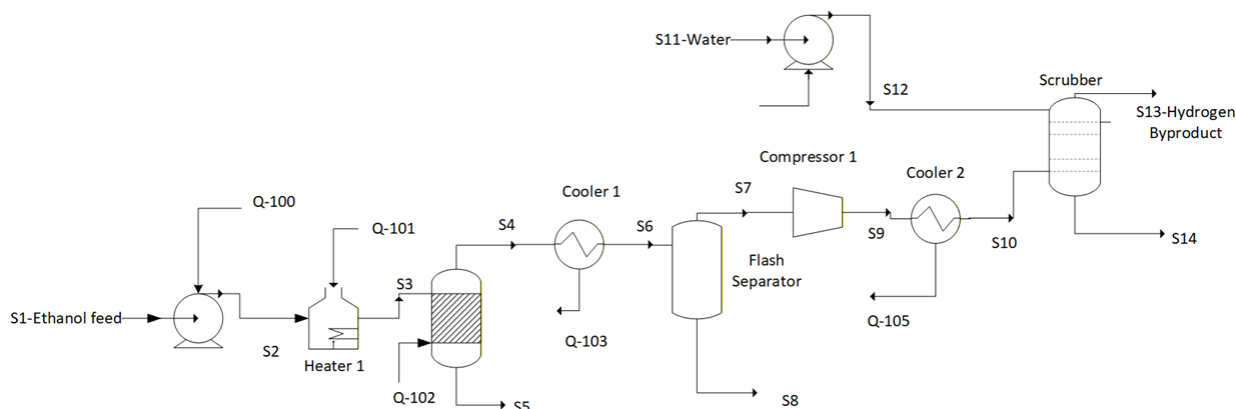 S11-Water
S12
Scrubber
S13-Hydrogen
Byproduct
Compressor 1
Cooler 2
Cooler 1
S7
Q-100
Q-101
S4
S6
S9
S10
S14
Flash
Separator
S3
S1-Ethanol feed
S2
Heater 1
Q-103
Q-105
Q-102
S5
S8